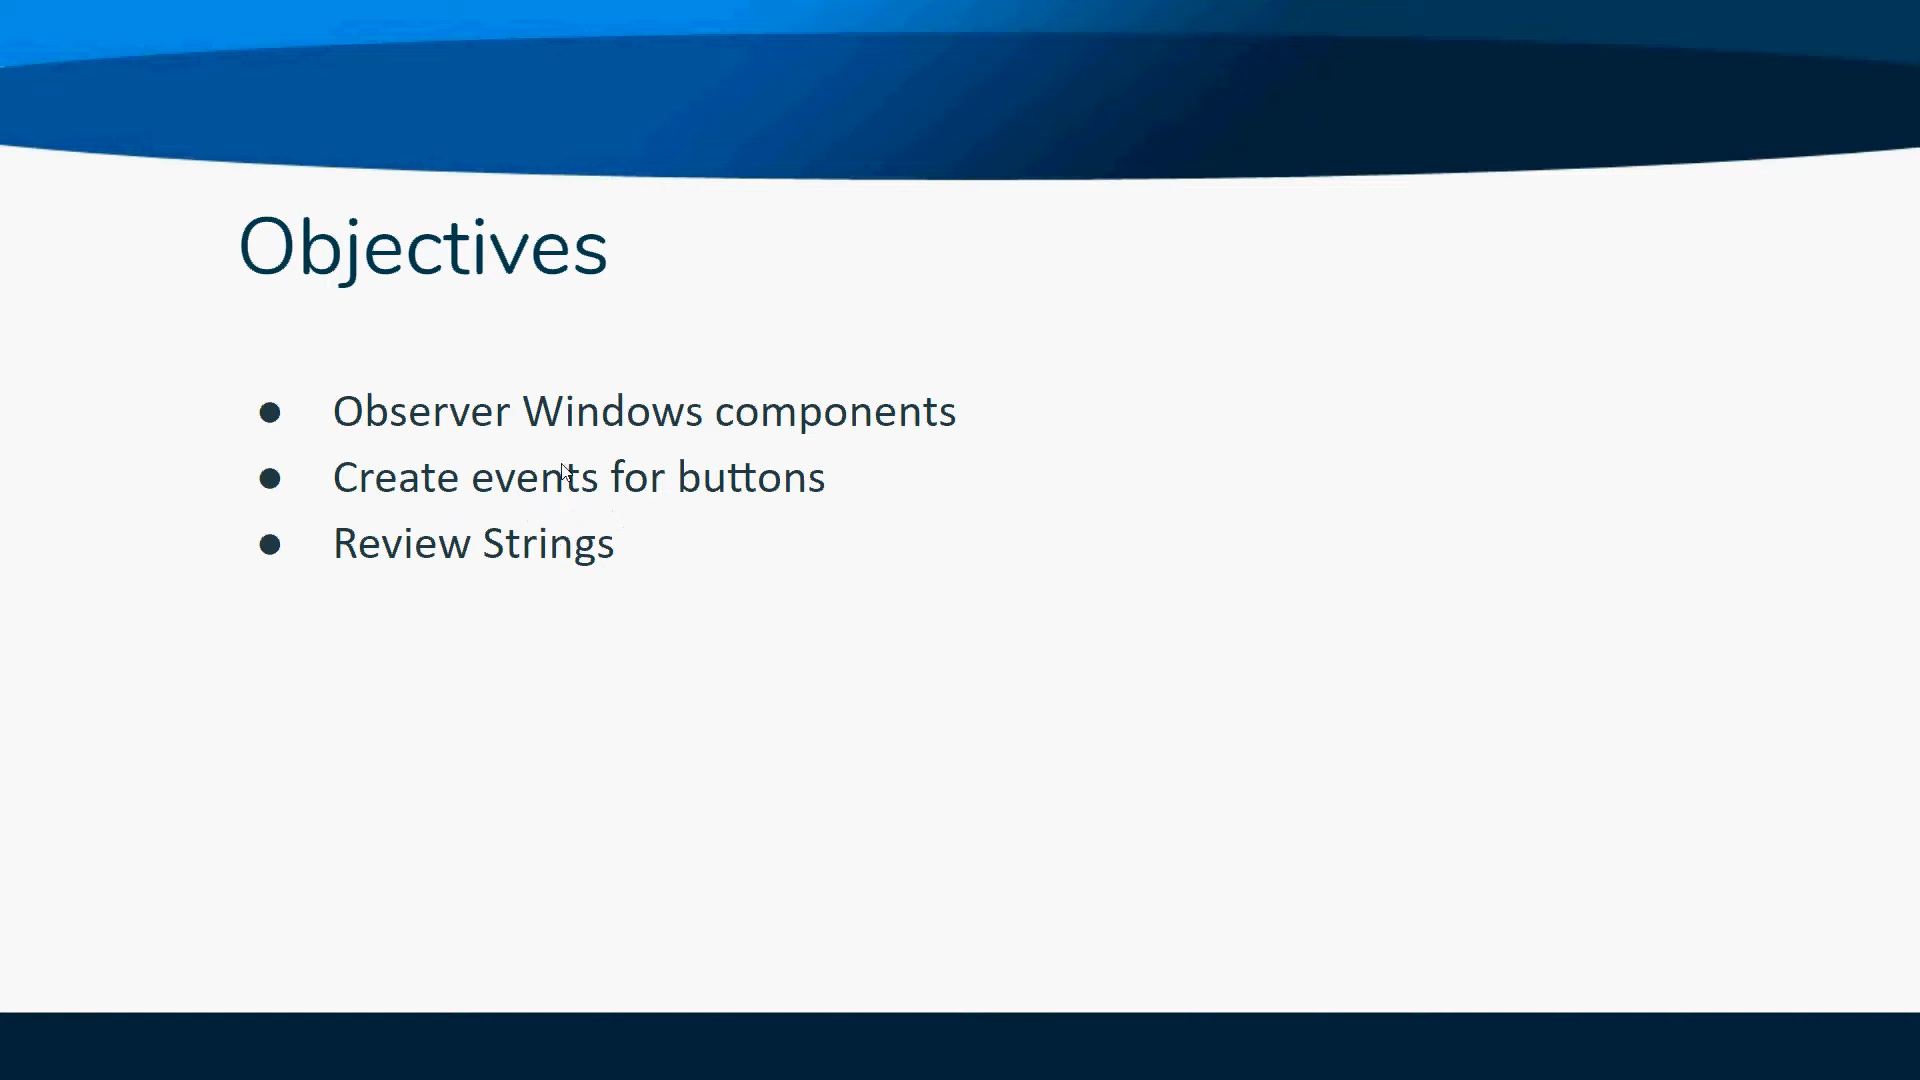 Objectives
● Observer Windows components
● Create events for buttons
● Review Strings